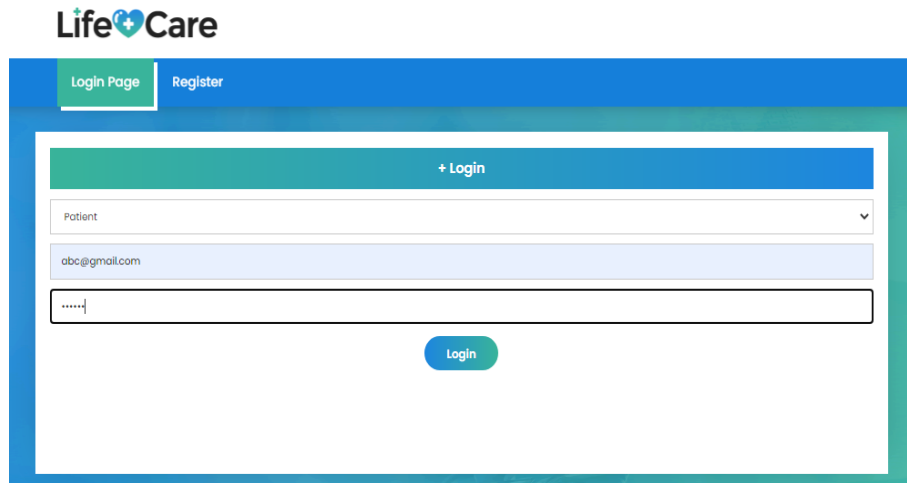 Life Care
Login Page Register
+ Login
Patient
abc@gmail.com
••••••
Login